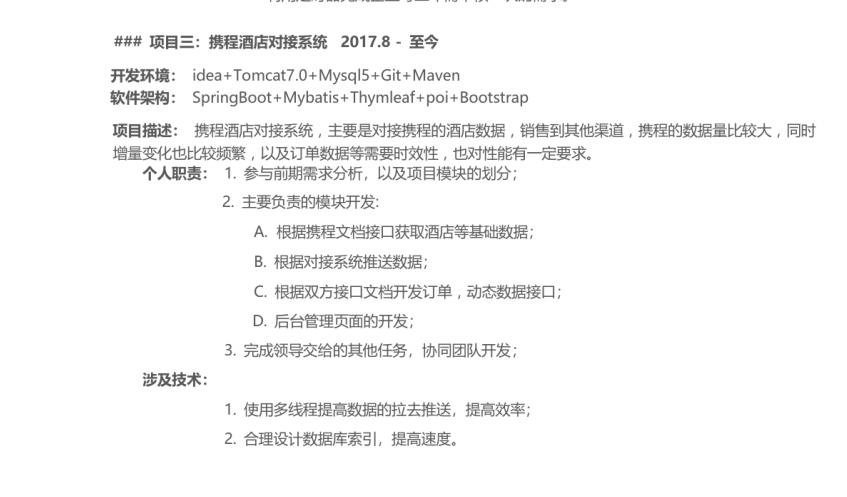 ### 项目三：携程酒店对接系统 2017.8 - 至今
开发环境： idea+Tomcat7.0+Mysql5+Git+Maven
软件架构： SpringBoot+Mybatis+Thymleaf+poi+Bootstrap
项目描述： 携程酒店对接系统，主要是对接携程的酒店数据，销售到其他渠道，携程的数据量比较大，同时
增量变化也比较频繁，以及订单数据等需要时效性，也对性能有一定要求。
个人职责： 1. 参与前期需求分析，以及项目模块的划分；
2. 主要负责的模块开发:
A. 根据携程文档接口获取酒店等基础数据；
B. 根据对接系统推送数据；
C. 根据双方接口文档开发订单，动态数据接口；
D. 后台管理页面的开发；
3. 完成领导交给的其他任务，协同团队开发；
涉及技术：
1. 使用多线程提高数据的拉去推送，提高效率；
2. 合理设计数据库索引，提高速度。